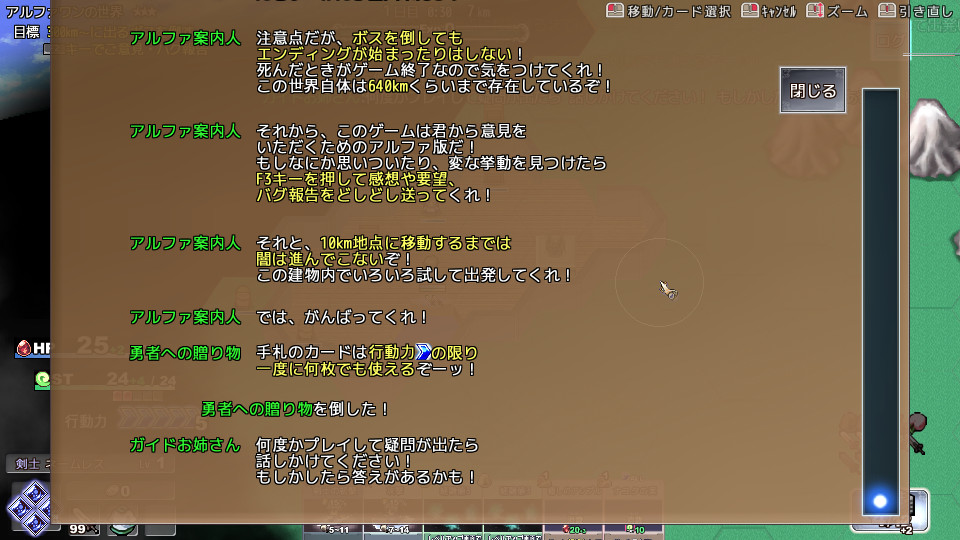 移動/カード選択 ｷｬﾝｾﾙ ズーム 引き直し
目標
アルファ案内人 注意点だが、ボスを倒しても
エンディングが始まったりはしない！
死んだときがゲーム終了なので気をつけてくれ！
この世界自体は640kmくらいまで存在しているぞ！
閉じる
アルファ案内人 それから、このゲームは君から意見を
いただくためのアルファ版だ！
もしなにか思いついたり、変な挙動を見つけたら
F3キーを押して感想や要望、
バグ報告をどしどし送ってくれ！
アルファ案内人 それと、10km地点に移動するまでは
闇は進んでこないぞ！
この建物内でいろいろ試して出発してくれ！
アルファ案内人 では、がんばってくれ！
勇者への贈り物 手札のカードは行動力の限り
一度に何枚でも使えるぞーッ！
勇者への贈り物を倒した！
ガイドお姉さん 何度かプレイして疑問が出たら
話しかけてください！
もしかしたら答えがあるかも！
HP 25
ST 24 / 24
行動力 5
剣士
0
99
5~11 7~14 20 10
+2